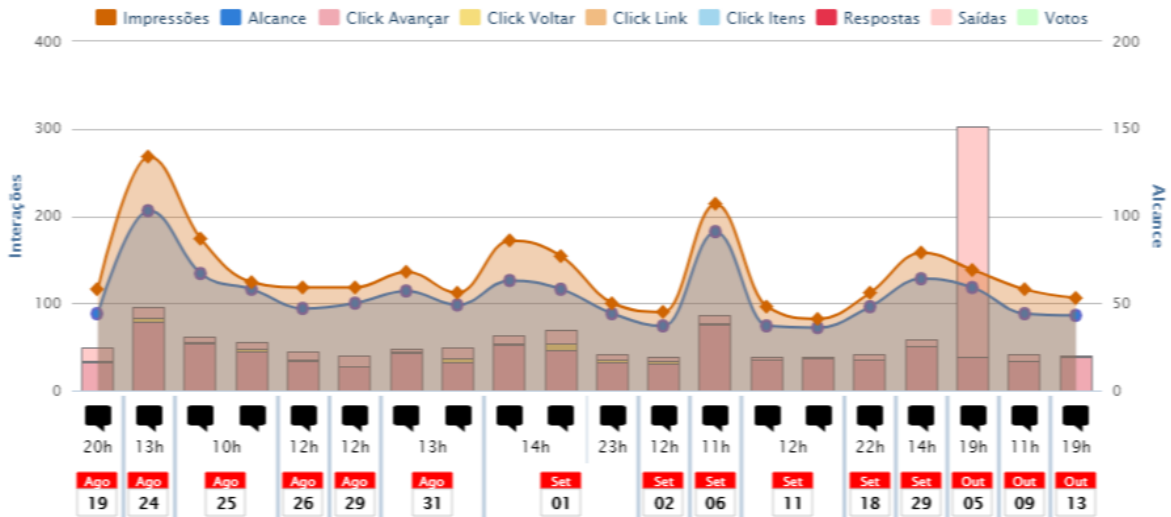 Impressões Alcance Click Avançar Click Voltar Click Link Click Itens Respostas Saídas Votos
400 200
300 150
200 100
100 50
0 0
Interações
Alcance
20h 13h 10h 12h 12h 13h 14h 23h 12h 11h 12h 22h 14h 19h 11h 19h
Ago Ago Ago Ago Ago Ago Set Set Set Set Set Set Out Out Out
19 24 25 26 29 31 01 02 06 11 18 29 05 09 13